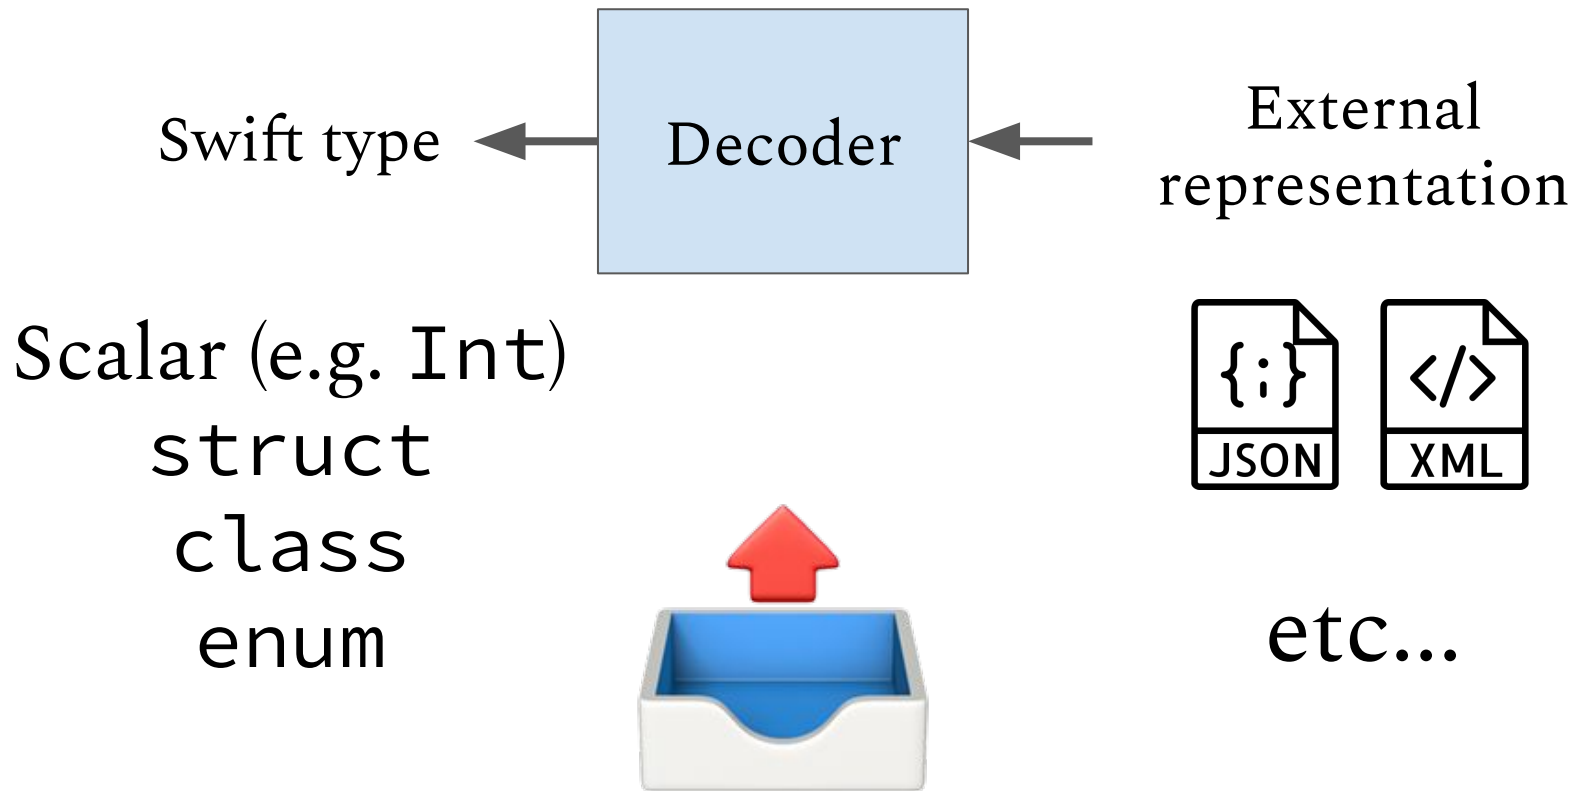 Swift type
Decoder
External
representation
Scalar (e.g. Int)
struct
class
enum
{;}
JSON
</>
XML
etc...